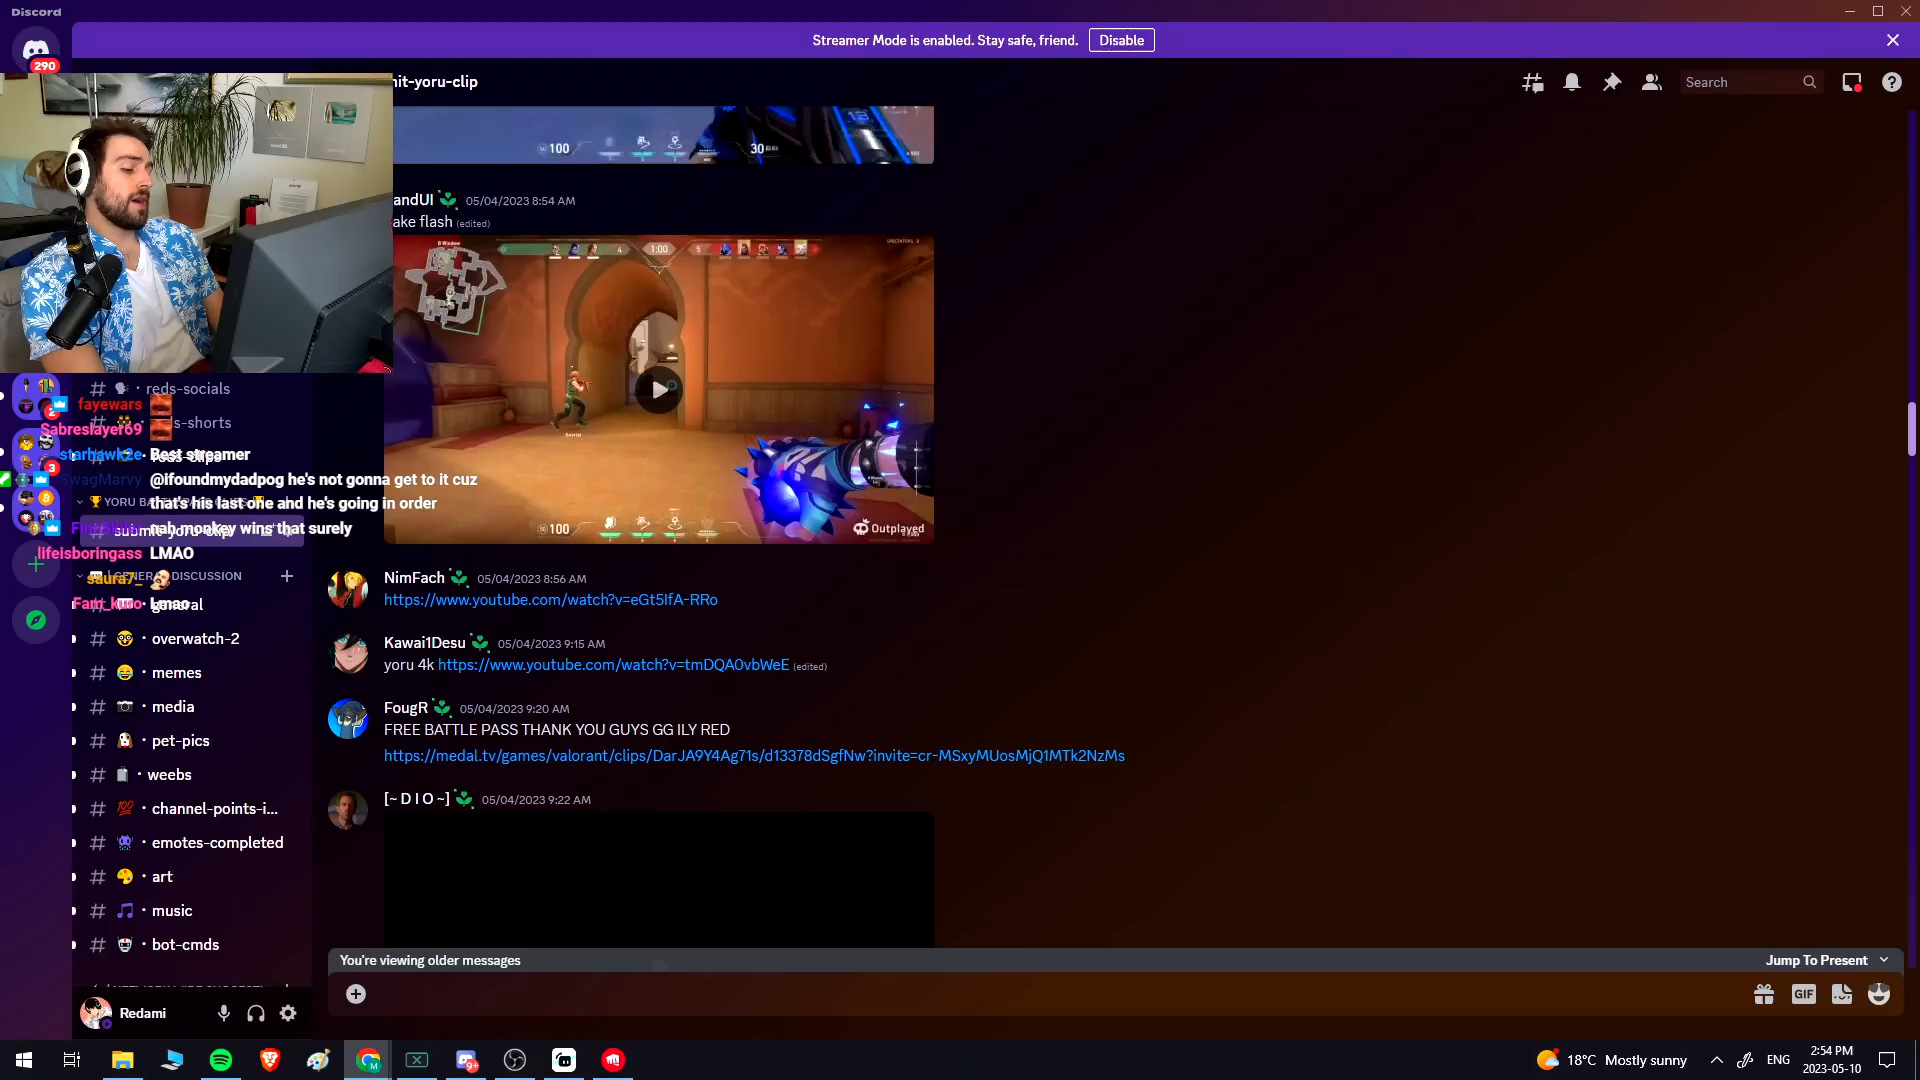 Discord
Streamer Mode is enabled. Stay safe, friend.
Disable
290
nit-yoru-clip
Search
100
30
andUI 05/04/2023 8:54 AM
ake flash (edited)
B Window
4
1:00
5
100
Outplayed
# reds-socials
s-shorts
fayewars
Sabreslayer69
starhawk2e Best streamer
SwagMarvy @ifoundmydadpog he's not gonna get to it cuz
that's his last one and he's going in order
nah monkey wins that surely
lifeisboringass LMAO
DISCUSSION
saura7_
Lmao
general
overwatch-2
memes
media
pet-pics
weebs
channel-points-i...
emotes-completed
art
music
bot-cmds
NimFach 05/04/2023 8:56 AM
https://www.youtube.com/watch?v=eGt5IfA-RRo
Kawai1Desu 05/04/2023 9:15 AM
yoru 4k https://www.youtube.com/watch?v=tmDQA0vbWeE (edited)
FougR 05/04/2023 9:20 AM
FREE BATTLE PASS THANK YOU GUYS GG ILY RED
https://medal.tv/games/valorant/clips/DarJA9Y4Ag71s/d13378dSgfNw?invite=cr-MSxyMUosMjQ1MTk2NzMs
[~ D I O ~] 05/04/2023 9:22 AM
You're viewing older messages
Jump To Present
GIF
Redami
18°C Mostly sunny
ENG
2:54 PM
2023-05-10